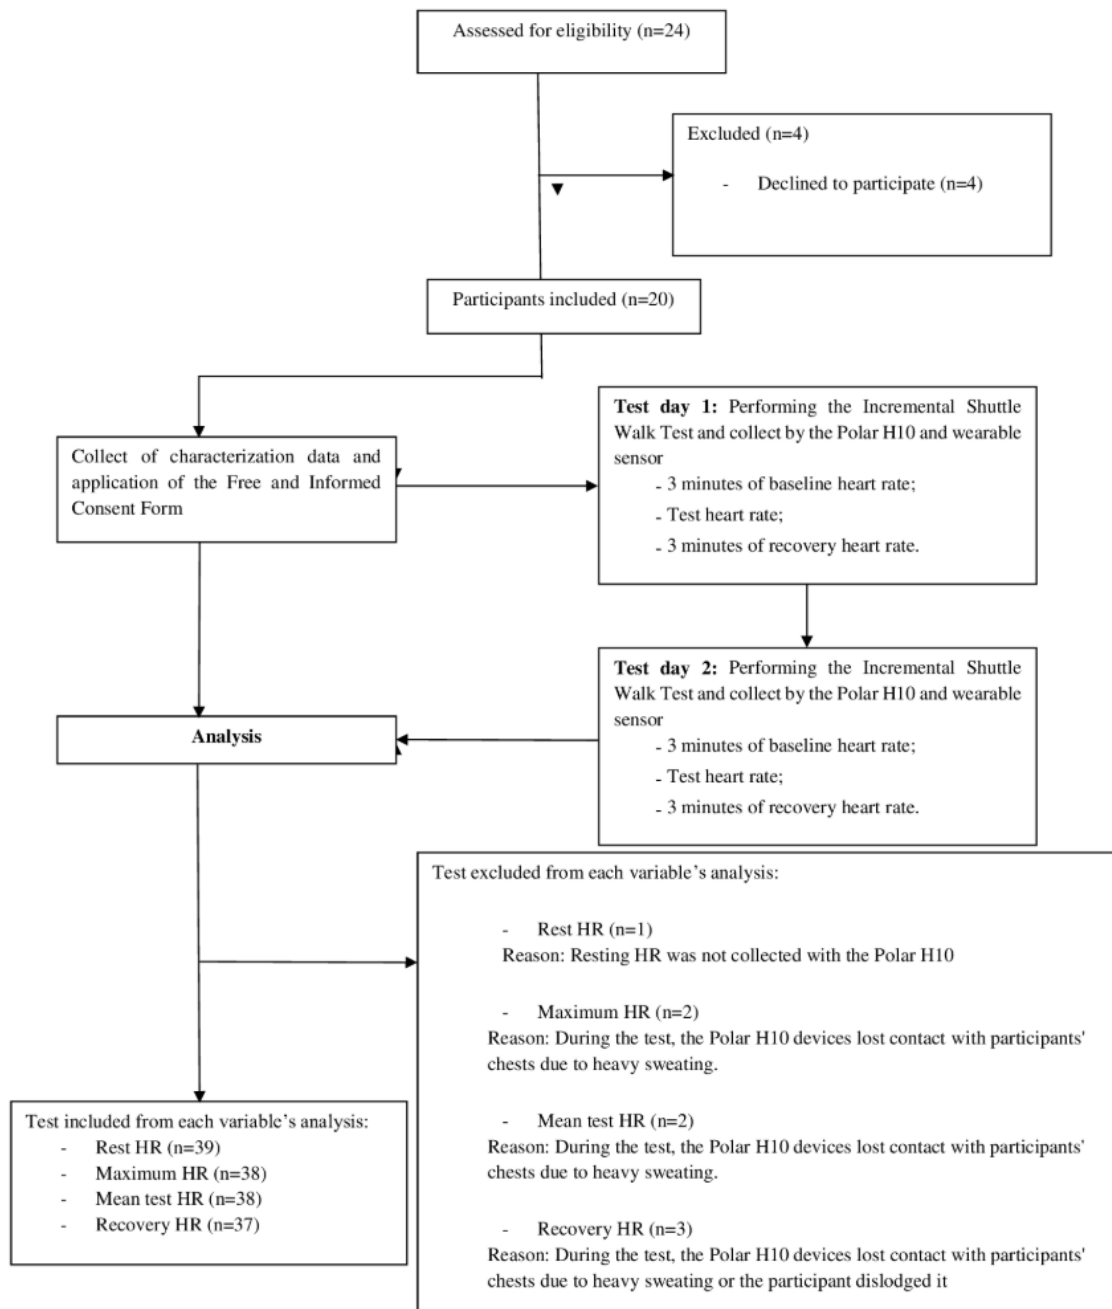 Assessed for eligibility (n=24)
Excluded (n=4)
- Declined to participate (n=4)
Participants included (n=20)
Collect of characterization data and
application of the Free and Informed
Consent Form
Test day 1: Performing the Incremental Shuttle
Walk Test and collect by the Polar H10 and wearable
sensor
- 3 minutes of baseline heart rate;
- Test heart rate;
- 3 minutes of recovery heart rate.
Test day 2: Performing the Incremental Shuttle
Walk Test and collect by the Polar H10 and wearable
sensor
- 3 minutes of baseline heart rate;
- Test heart rate;
- 3 minutes of recovery heart rate.
Analysis
Test excluded from each variable's analysis:
- Rest HR (n=1)
Reason: Resting HR was not collected with the Polar H10
- Maximum HR (n=2)
Reason: During the test, the Polar H10 devices lost contact with participants'
chests due to heavy sweating.
- Mean test HR (n=2)
Reason: During the test, the Polar H10 devices lost contact with participants'
chests due to heavy sweating.
- Recovery HR (n=3)
Reason: During the test, the Polar H10 devices lost contact with participants'
chests due to heavy sweating or the participant dislodged it
Test included from each variable's analysis:
- Rest HR (n=39)
- Maximum HR (n=38)
- Mean test HR (n=38)
- Recovery HR (n=37)